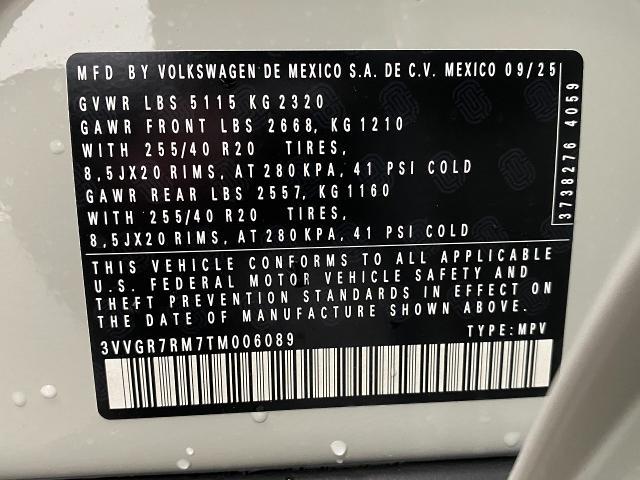 MFD BY VOLKSWAGEN DE MEXICO S.A. DE C.V. MEXICO 09/25
GVWR LBS 5115 KG 2320
GAWR FRONT LBS 2668, KG 1210
WITH 255/40 R20 TIRES,
8,5JX20 RIMS, AT 280 KPA, 41 PSI COLD
GAWR REAR LBS 2557, KG 1160
WITH 255/40 R20 TIRES,
8,5JX20 RIMS, AT 280 KPA, 41 PSI COLD
3738276 4059
THIS VEHICLE CONFORMS TO ALL APPLICABLE
U.S. FEDERAL MOTOR VEHICLE SAFETY AND
THEFT PREVENTION STANDARDS IN EFFECT ON
THE DATE OF MANUFACTURE SHOWN ABOVE.
3VVGR7RM7TM006089 TYPE: MPV